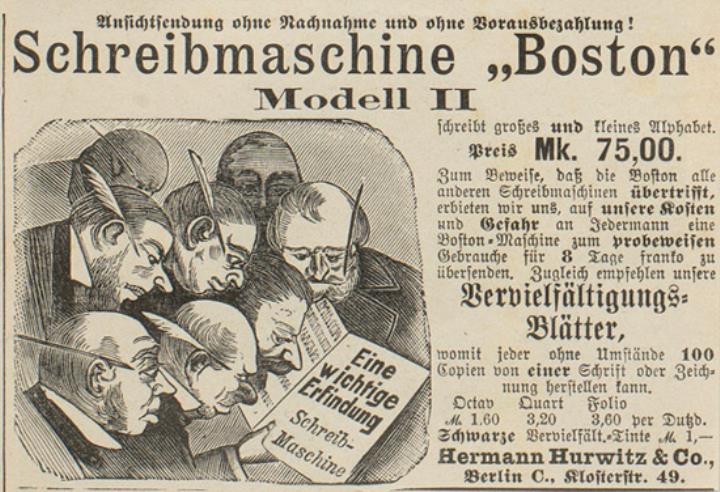 Ansichtsendung ohne Nachnahme und ohne Vorausbezahlung!
Schreibmaschine „Boston“
Modell II
schreibt großes und kleines Alphabet.
Preis Mk. 75,00.
Zum Beweise, daß die Boston alle
anderen Schreibmaschinen übertrifft,
erbieten wir uns, auf unsere Kosten
und Gefahr an Jedermann eine
Boston-Maschine zum probeweisen
Gebrauche für 8 Tage franko zu
übersenden. Zugleich empfehlen unsere
Vervielfältigungs-
Blätter,
womit jeder ohne Umstände 100
Copien von einer Schrift oder Zeich-
nung herstellen kann.
Octav Quart Folio
M. 1.60 3,20 3,60 per Dutzd.
Schwarze Vervielfält.-Tinte M. 1,—
Hermann Hurwitz & Co.,
Berlin C., Klosterstr. 49.
Eine
wichtige
Erfindung
Schreib-
Maschine